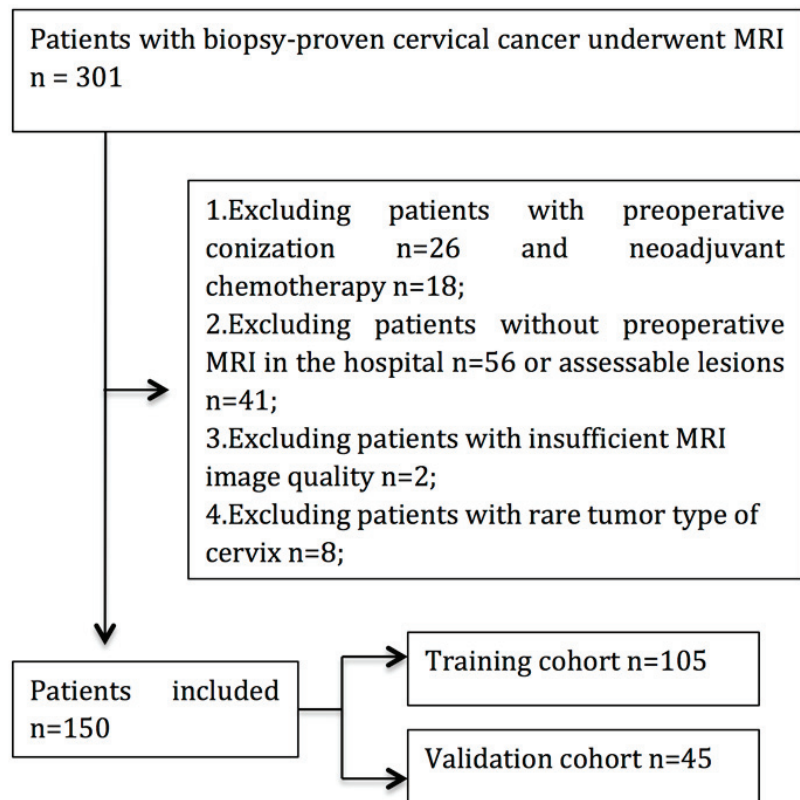 Patients with biopsy-proven cervical cancer underwent MRI
n = 301
1.Excluding patients with preoperative
conization n=26 and neoadjuvant
chemotherapy n=18;
2.Excluding patients without preoperative
MRI in the hospital n=56 or assessable lesions
n=41;
3.Excluding patients with insufficient MRI
image quality n=2;
4.Excluding patients with rare tumor type of
cervix n=8;
Patients included
n=150
Training cohort n=105
Validation cohort n=45